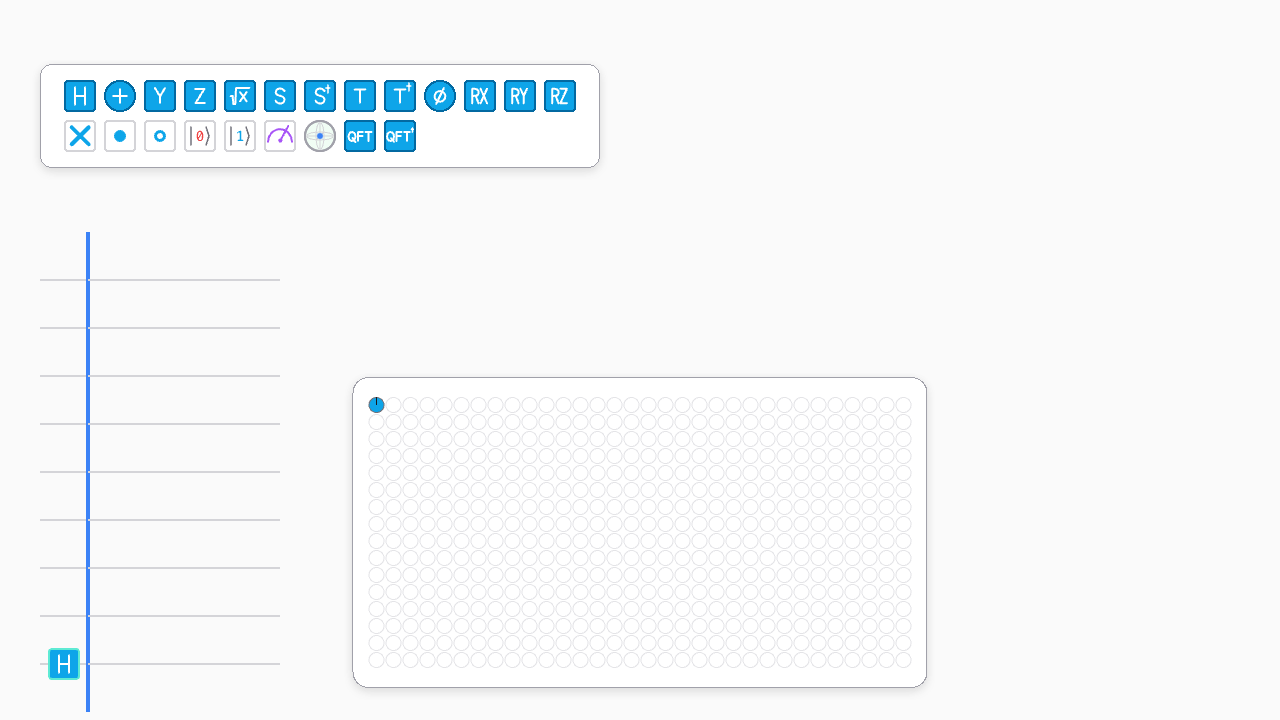 H Y Z √x S S† T T† Ø RX RY RZ
|0⟩ |1⟩ QFT QFT†
H